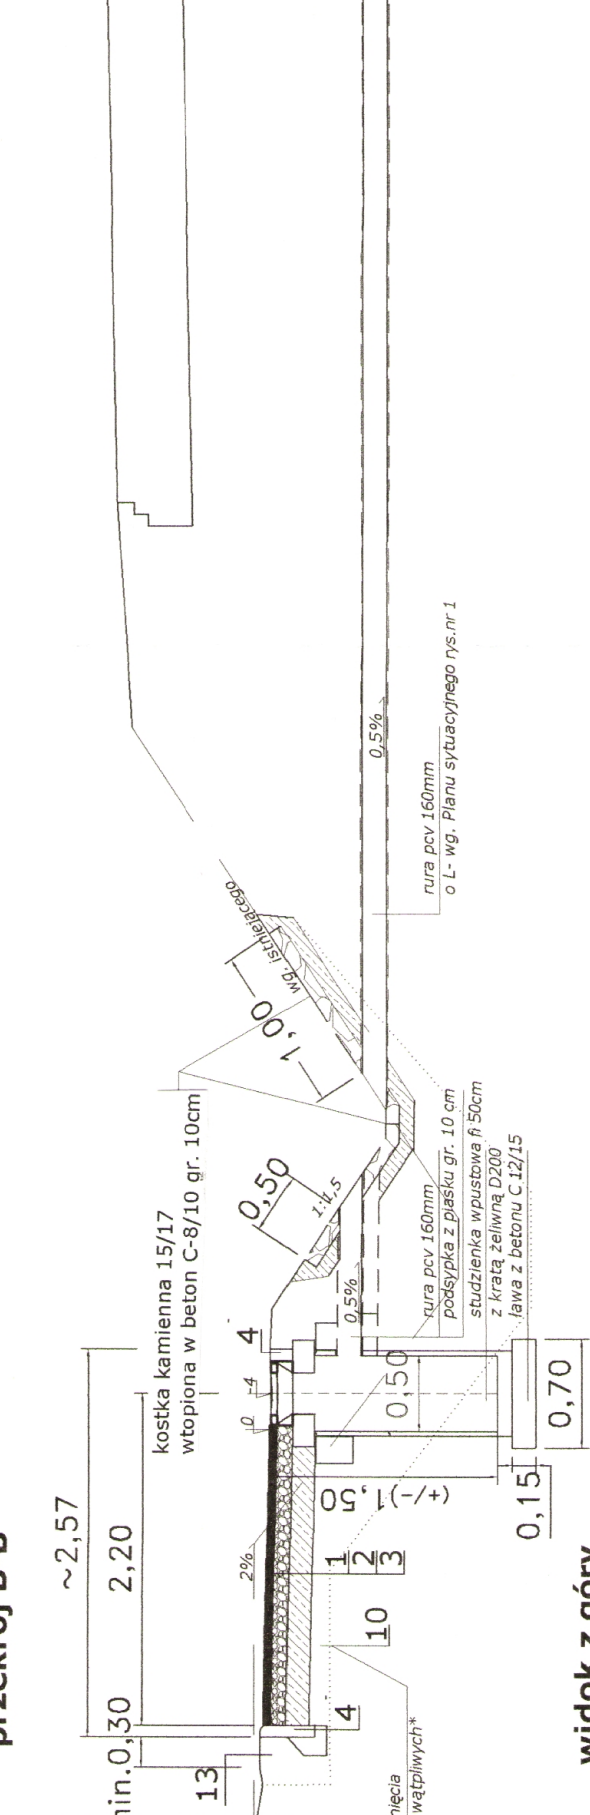 przekrój B-B
~2,57
2,20
min.0,30
13
kostka kamienna 15/17
wtopiona w beton C-8/10 gr. 10cm
4
0
-4
2%
1
2
3
10
4
(+/-)1,50
0,50
0,15
0,70
0,50
1:1,5
0,5%
1,00
wg. istniejącego
rura pcv 160mm
podsypka z piasku gr. 10 cm
studzienka wpustowa fi 50cm
z kratą żeliwną D200
ława z betonu C 12/15
0,5%
rura pcv 160mm
o L- wg. Planu sytuacyjnego rys.nr 1
wątpliwych*
widok z góry